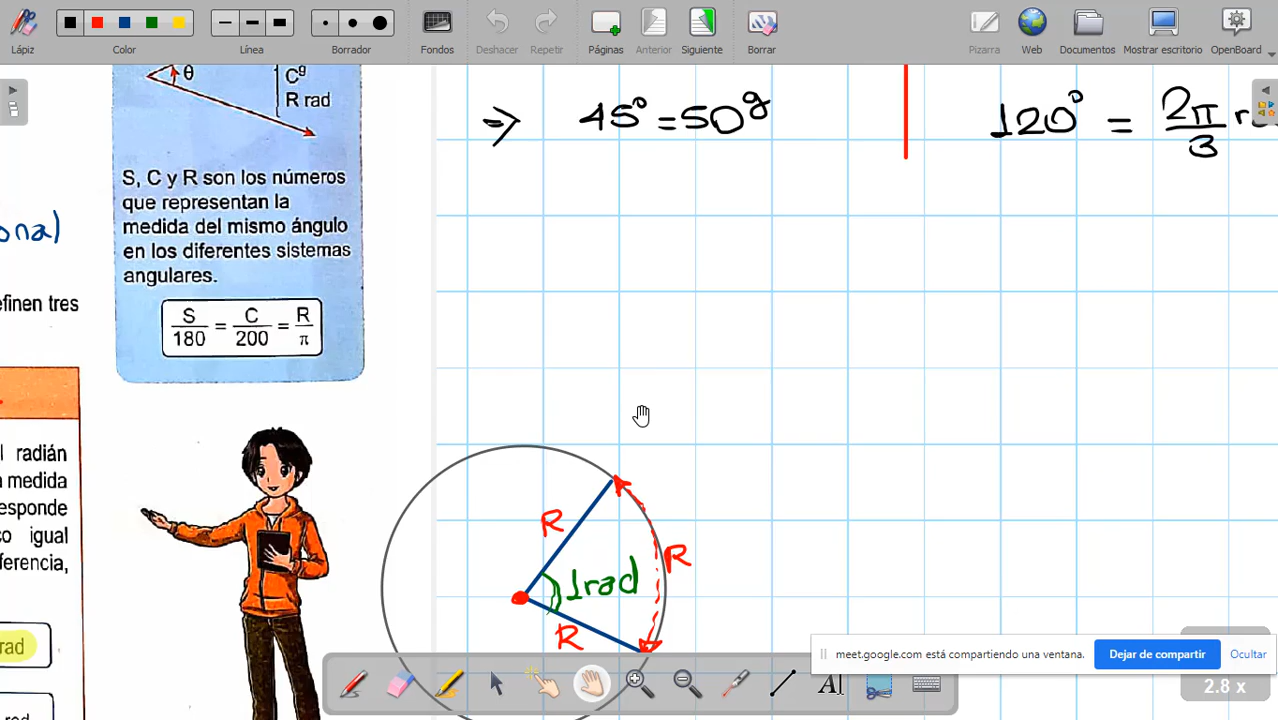 Lápiz
Color
Línea
Borrador
Fondos
Deshacer
Repetir
Páginas
Anterior
Siguiente
Borrar
Pizarra
Web
Documentos
Mostrar escritorio
OpenBoard
θ
C^g
R rad
S, C y R son los números
que representan la
medida del mismo ángulo
en los diferentes sistemas
angulares.
S/180 = C/200 = R/π
onal)
efinen tres
l radián
a medida
esponde
o igual
ferencia,
rad
rad
⇒ 45° = 50^g
120° = 2π/3 r
R
R
R
1rad
meet.google.com está compartiendo una ventana.
Dejar de compartir
Ocultar
2.8 x